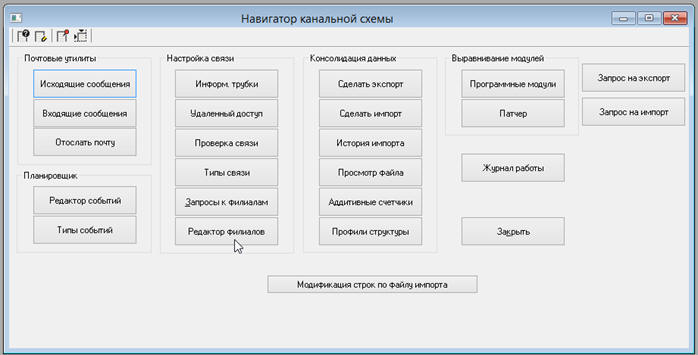 Навигатор канальной схемы
Почтовые утилиты
Исходящие сообщения
Входящие сообщения
Отослать почту
Планировщик
Редактор событий
Типы событий
Настройка связи
Информ. трубки
Удаленный доступ
Проверка связи
Типы связи
Запросы к филиалам
Редактор филиалов
Консолидация данных
Сделать экспорт
Сделать импорт
История импорта
Просмотр файла
Аддитивные счетчики
Профили структуры
Выравнивание модулей
Программные модули
Патчер
Журнал работы
Закрыть
Запрос на экспорт
Запрос на импорт
Модификация строк по файлу импорта